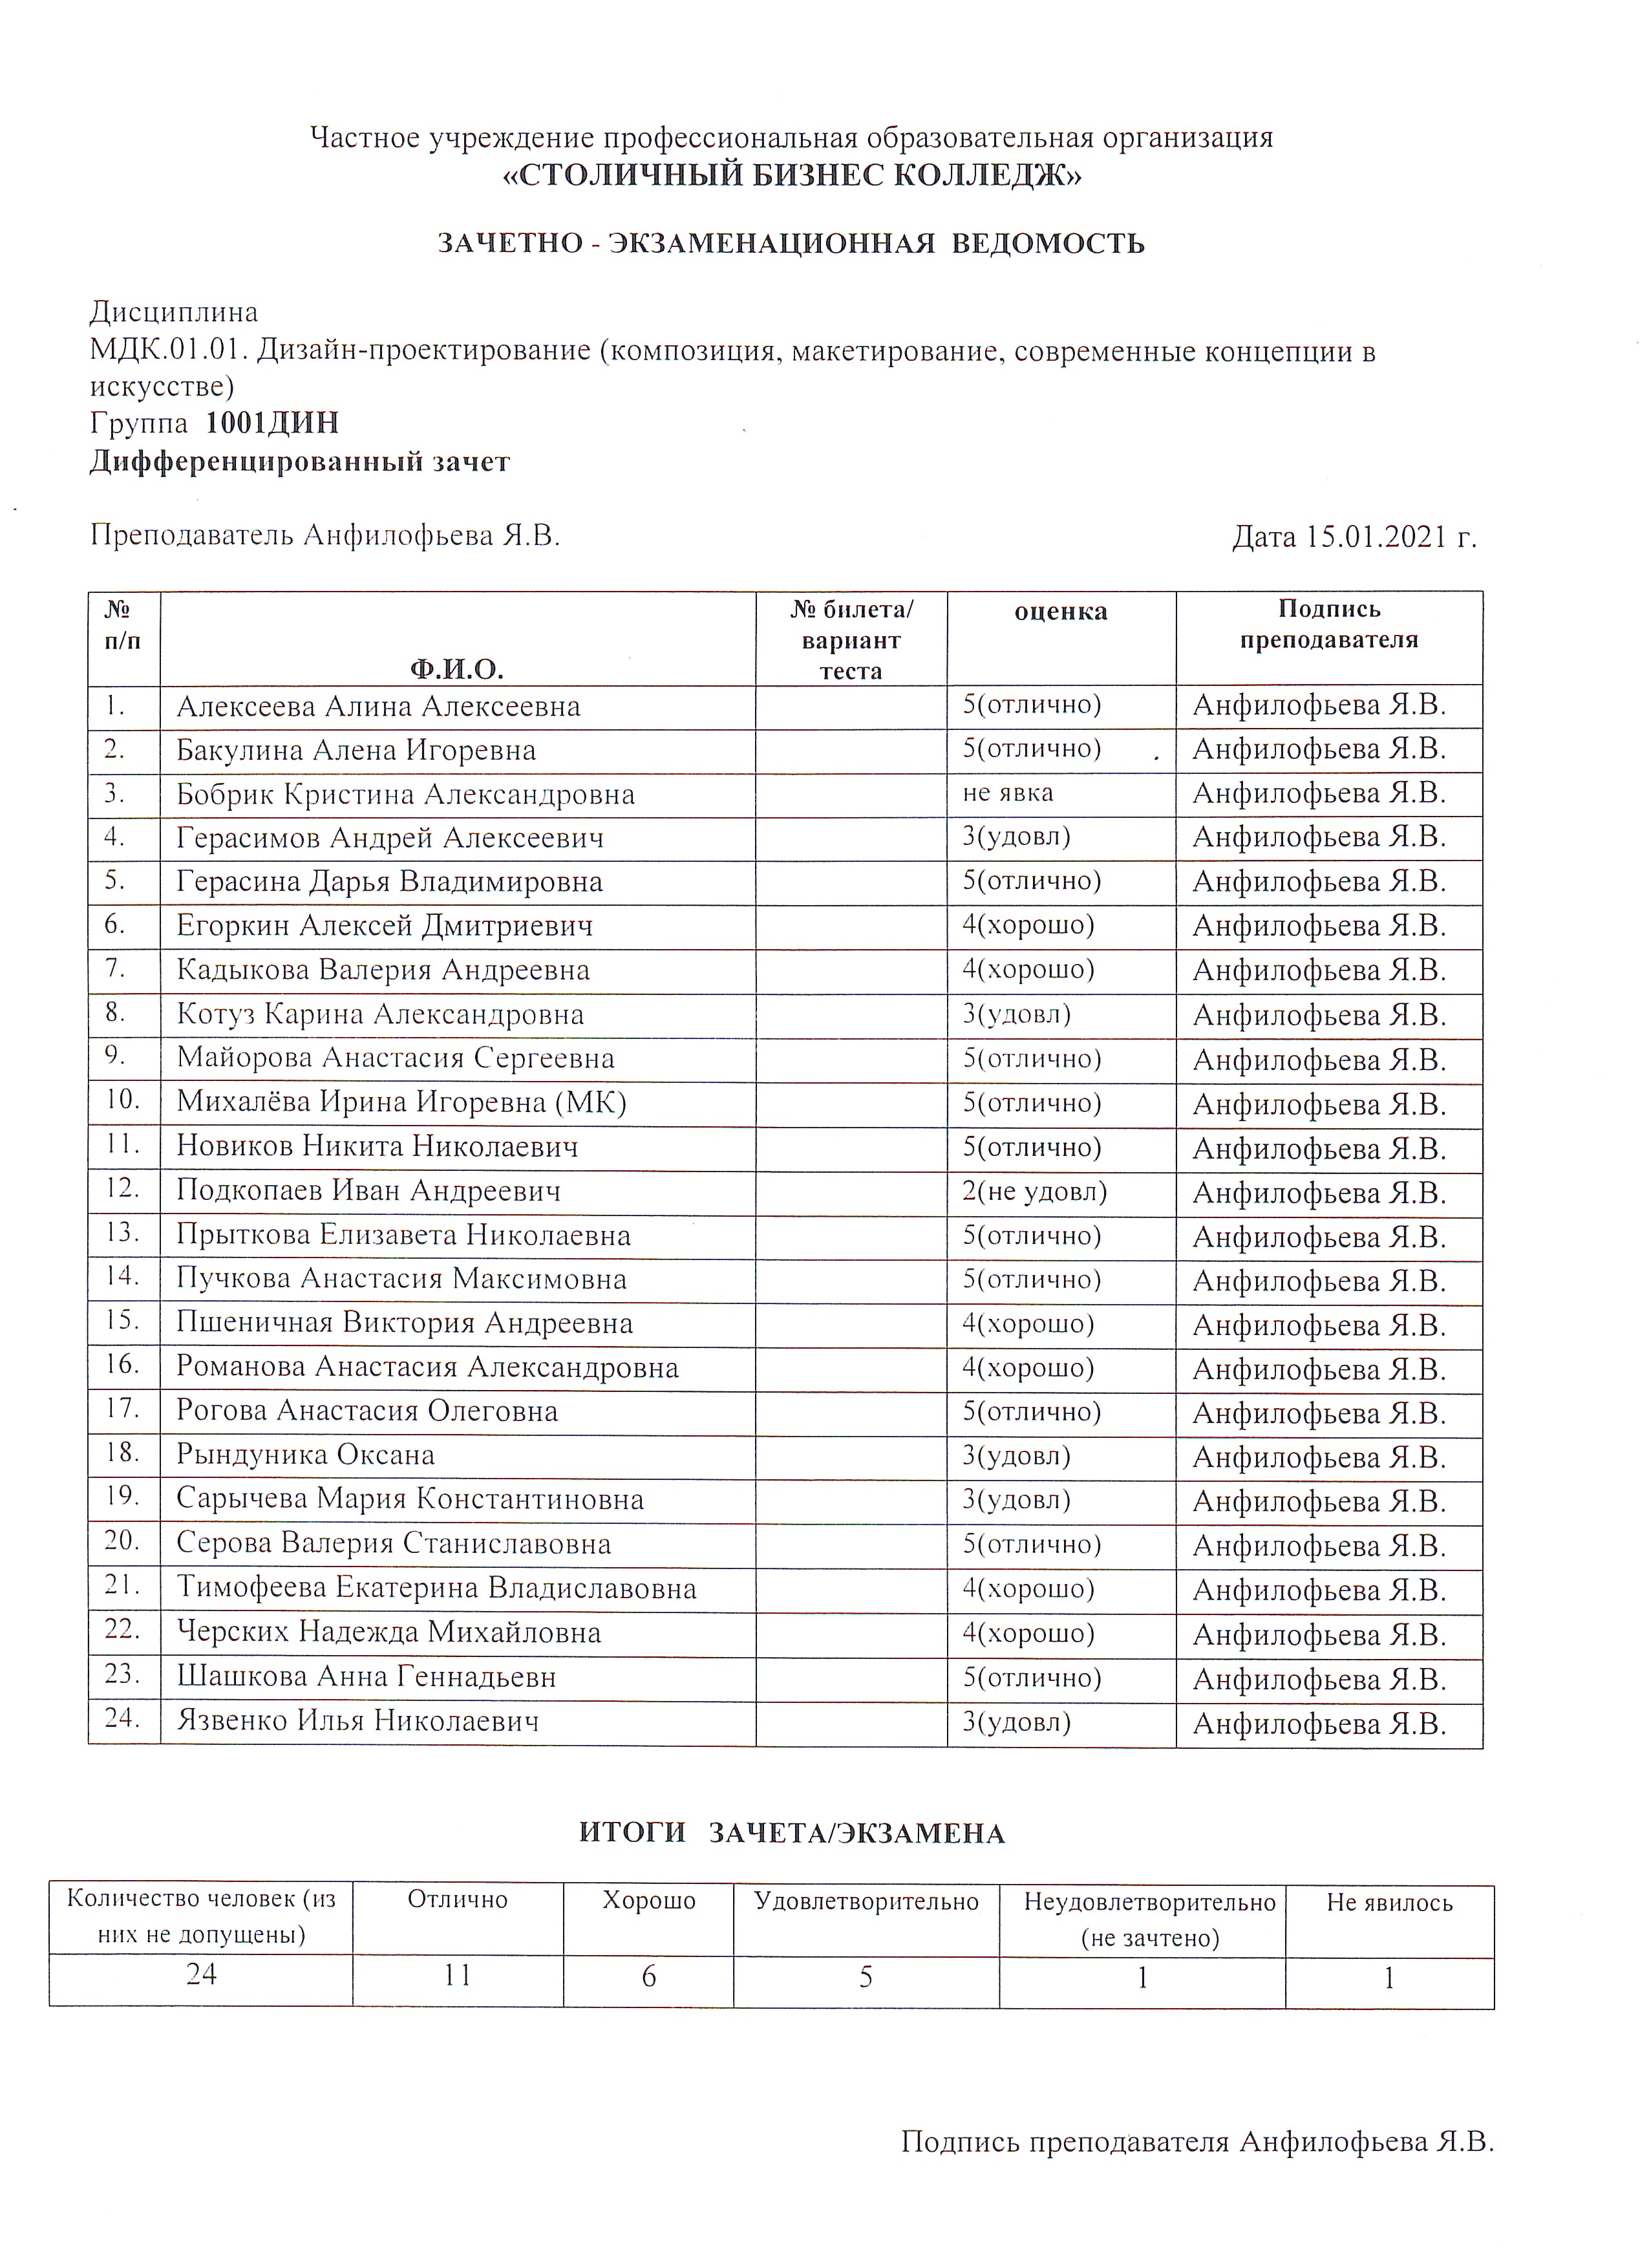 Частное учреждение профессиональная образовательная организация
«СТОЛИЧНЫЙ БИЗНЕС КОЛЛЕДЖ»
ЗАЧЕТНО - ЭКЗАМЕНАЦИОННАЯ ВЕДОМОСТЬ
Дисциплина
МДК.01.01. Дизайн-проектирование (композиция, макетирование, современные концепции в
искусстве)
Группа 1001ДИН
Дифференцированный зачет
Преподаватель Анфилофьева Я.В. Дата 15.01.2021 г.
№ п/п Ф.И.О. № билета/ вариант теста оценка Подпись преподавателя
1. Алексеева Алина Алексеевна 5(отлично) Анфилофьева Я.В.
2. Бакулина Алена Игоревна 5(отлично) Анфилофьева Я.В.
3. Бобрик Кристина Александровна не явка Анфилофьева Я.В.
4. Герасимов Андрей Алексеевич 3(удовл) Анфилофьева Я.В.
5. Герасина Дарья Владимировна 5(отлично) Анфилофьева Я.В.
6. Егоркин Алексей Дмитриевич 4(хорошо) Анфилофьева Я.В.
7. Кадыкова Валерия Андреевна 4(хорошо) Анфилофьева Я.В.
8. Котуз Карина Александровна 3(удовл) Анфилофьева Я.В.
9. Майорова Анастасия Сергеевна 5(отлично) Анфилофьева Я.В.
10. Михалёва Ирина Игоревна (МК) 5(отлично) Анфилофьева Я.В.
11. Новиков Никита Николаевич 5(отлично) Анфилофьева Я.В.
12. Подкопаев Иван Андреевич 2(не удовл) Анфилофьева Я.В.
13. Прыткова Елизавета Николаевна 5(отлично) Анфилофьева Я.В.
14. Пучкова Анастасия Максимовна 5(отлично) Анфилофьева Я.В.
15. Пшеничная Виктория Андреевна 4(хорошо) Анфилофьева Я.В.
16. Романова Анастасия Александровна 4(хорошо) Анфилофьева Я.В.
17. Рогова Анастасия Олеговна 5(отлично) Анфилофьева Я.В.
18. Рындуника Оксана 3(удовл) Анфилофьева Я.В.
19. Сарычева Мария Константиновна 3(удовл) Анфилофьева Я.В.
20. Серова Валерия Станиславовна 5(отлично) Анфилофьева Я.В.
21. Тимофеева Екатерина Владиславовна 4(хорошо) Анфилофьева Я.В.
22. Черских Надежда Михайловна 4(хорошо) Анфилофьева Я.В.
23. Шашкова Анна Геннадьевн 5(отлично) Анфилофьева Я.В.
24. Язвенко Илья Николаевич 3(удовл) Анфилофьева Я.В.
ИТОГИ ЗАЧЕТА/ЭКЗАМЕНА
Количество человек (из них не допущены) Отлично Хорошо Удовлетворительно Неудовлетворительно (не зачтено) Не явилось
24 11 6 5 1 1
Подпись преподавателя Анфилофьева Я.В.